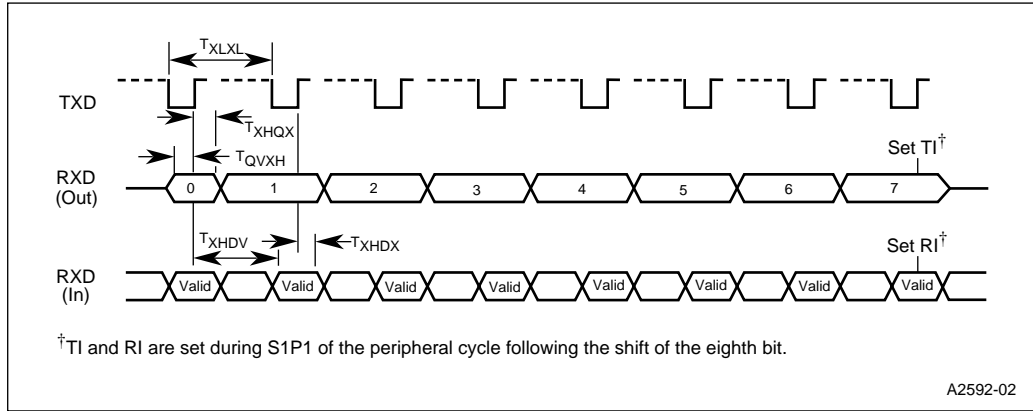 TXLXL
TXD
TXHQX
TQVXH
Set TI†
RXD
(Out)
0 1 2 3 4 5 6 7
TXHDV
TXHDX
Set RI†
RXD
(In)
Valid Valid Valid Valid Valid Valid Valid Valid
†TI and RI are set during S1P1 of the peripheral cycle following the shift of the eighth bit.
A2592-02